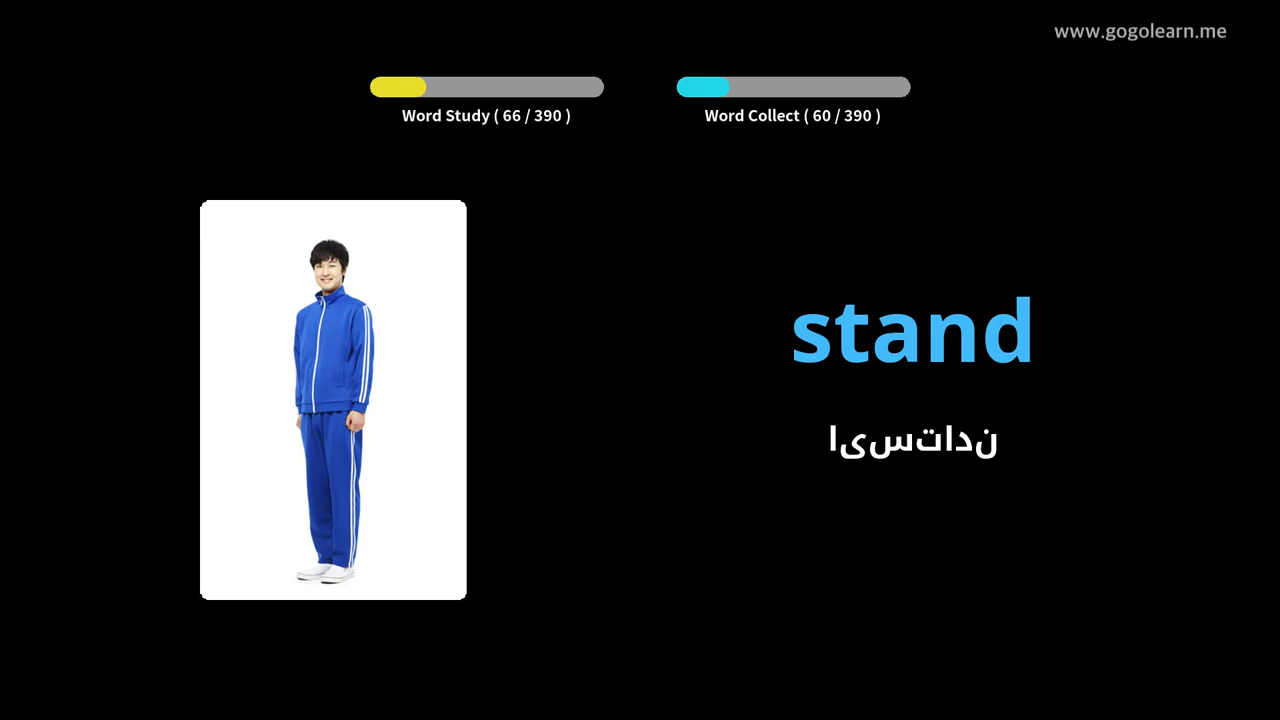 www.gogolearn.me
Word Study ( 66 / 390 )
Word Collect ( 60 / 390 )
stand
ایستادن